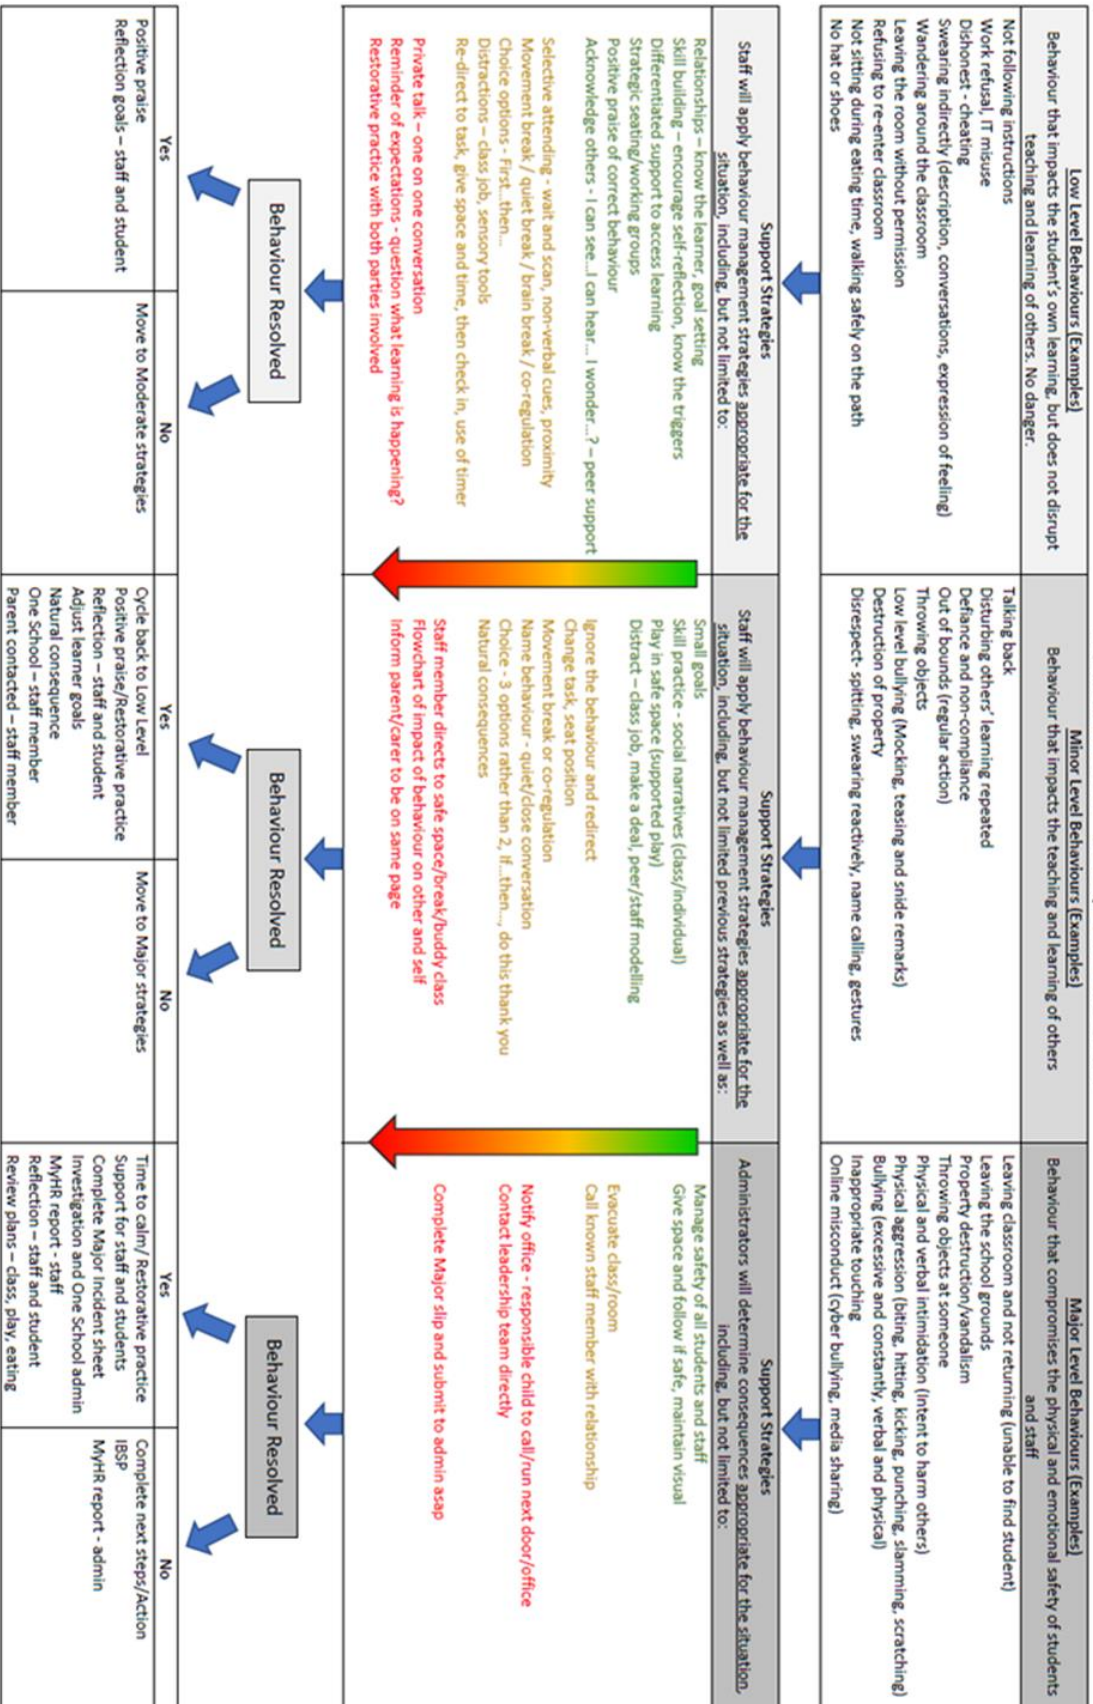 Low Level Behaviours (Examples)
Behaviour that impacts the student's own learning, but does not disrupt
teaching and learning of others. No danger.
Not following instructions
Work refusal, IT misuse
Dishonest - cheating
Swearing indirectly (description, conversations, expression of feeling)
Wandering around the classroom
Leaving the room without permission
Refusing to re-enter classroom
Not sitting during eating time, walking safely on the path
No hat or shoes
Minor Level Behaviours (Examples)
Behaviour that impacts the teaching and learning of others
Talking back
Disturbing others' learning repeated
Defiance and non-compliance
Out of bounds (regular action)
Throwing objects
Low level bullying (Mocking, teasing and snide remarks)
Destruction of property
Disrespect- spitting, swearing reactively, name calling, gestures
Major Level Behaviours (Examples)
Behaviour that compromises the physical and emotional safety of students
and staff
Leaving classroom and not returning (unable to find student)
Leaving the school grounds
Property destruction/vandalism
Throwing objects at someone
Physical and verbal intimidation (Intent to harm others)
Physical aggression (biting, hitting, kicking, punching, slamming, scratching)
Bullying (excessive and constantly, verbal and physical)
Inappropriate touching
Online misconduct (cyber bullying, media sharing)
Support Strategies
Staff will apply behaviour management strategies appropriate for the
situation, including, but not limited to:
Relationships – know the learner, goal setting
Skill building – encourage self-reflection, know the triggers
Differentiated support to access learning
Strategic seating/working groups
Positive praise of correct behaviour
Acknowledge others - I can see...I can hear... I wonder...? – peer support
Selective attending - wait and scan, non-verbal cues, proximity
Movement break / quiet break / brain break / co-regulation
Choice options - First...then...
Distractions – class job, sensory tools
Re-direct to task, give space and time, then check in, use of timer
Private talk – one on one conversation
Reminder of expectations - question what learning is happening?
Restorative practice with both parties involved
Support Strategies
Staff will apply behaviour management strategies appropriate for the
situation, including, but not limited previous strategies as well as:
Small goals
Skill practice - social narratives (class/individual)
Play in safe space (supported play)
Distract – class job, make a deal, peer/staff modelling
Ignore the behaviour and redirect
Change task, seat position
Movement break or co-regulation
Name behaviour - quiet/close conversation
Choice - 3 options rather than 2, If...then..., do this thank you
Natural consequences
Staff member directs to safe space/break/buddy class
Flowchart of impact of behaviour on other and self
Inform parent/carer to be on same page
Support Strategies
Administrators will determine consequences appropriate for the situation,
including, but not limited to:
Manage safety of all students and staff
Give space and follow if safe, maintain visual
Evacuate class/room
Call known staff member with relationship
Notify office - responsible child to call/run next door/office
Contact leadership team directly
Complete Major slip and submit to admin asap
Behaviour Resolved
Behaviour Resolved
Behaviour Resolved
Yes
Positive praise
Reflection goals – staff and student
No
Move to Moderate strategies
Yes
Cycle back to Low Level
Positive praise/Restorative practice
Reflection – staff and student
Adjust learner goals
Natural consequence
One School – staff member
Parent contacted – staff member
No
Move to Major strategies
Yes
Time to calm/ Restorative practice
Support for staff and students
Complete Major Incident sheet
Investigation and One School admin
MyHR report - staff
Reflection – staff and student
Review plans – class, play, eating
No
Complete next steps/Action
IBSP
MyHR report - admin